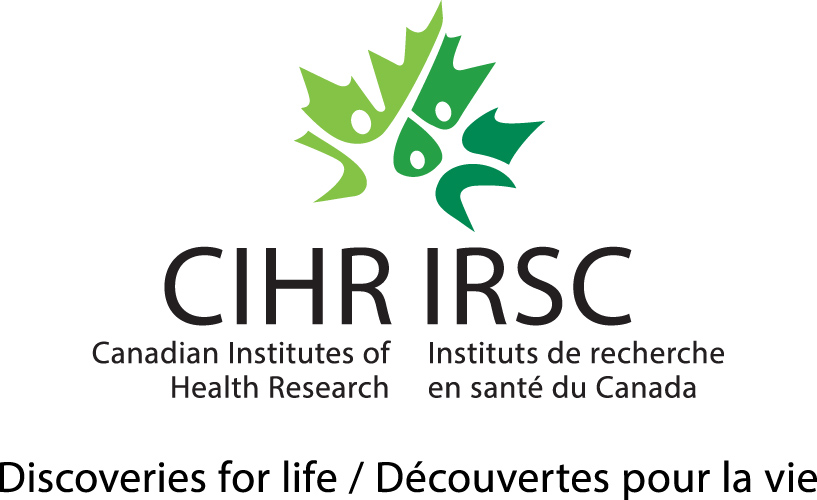 CIHR IRSC
Canadian Institutes of
Health Research
Instituts de recherche
en santé du Canada
Discoveries for life / Découvertes pour la vie